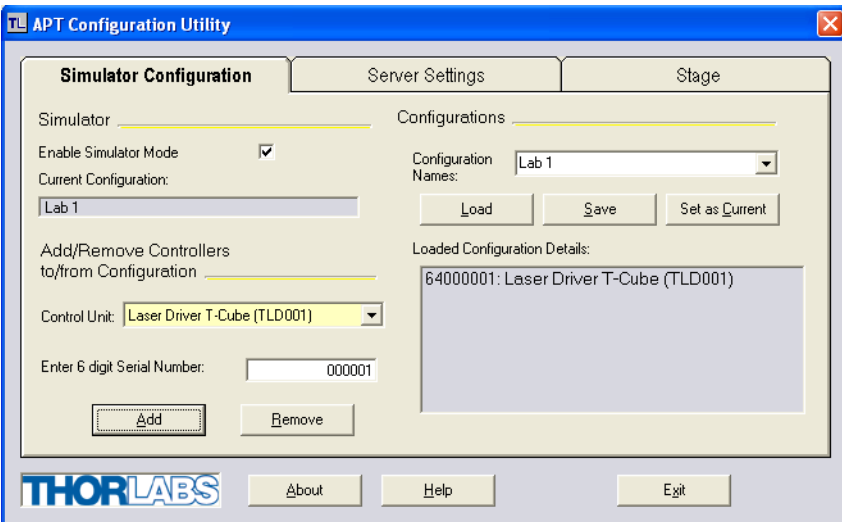 TL APT Configuration Utility
Simulator Configuration
Server Settings
Stage
Simulator
Enable Simulator Mode
Current Configuration:
Lab 1
Add/Remove Controllers
to/from Configuration
Control Unit: Laser Driver T-Cube (TLD001)
Enter 6 digit Serial Number: 000001
Add Remove
Configurations
Configuration
Names:
Lab 1
Load Save Set as Current
Loaded Configuration Details:
64000001: Laser Driver T-Cube (TLD001)
THORLABS
About Help Exit